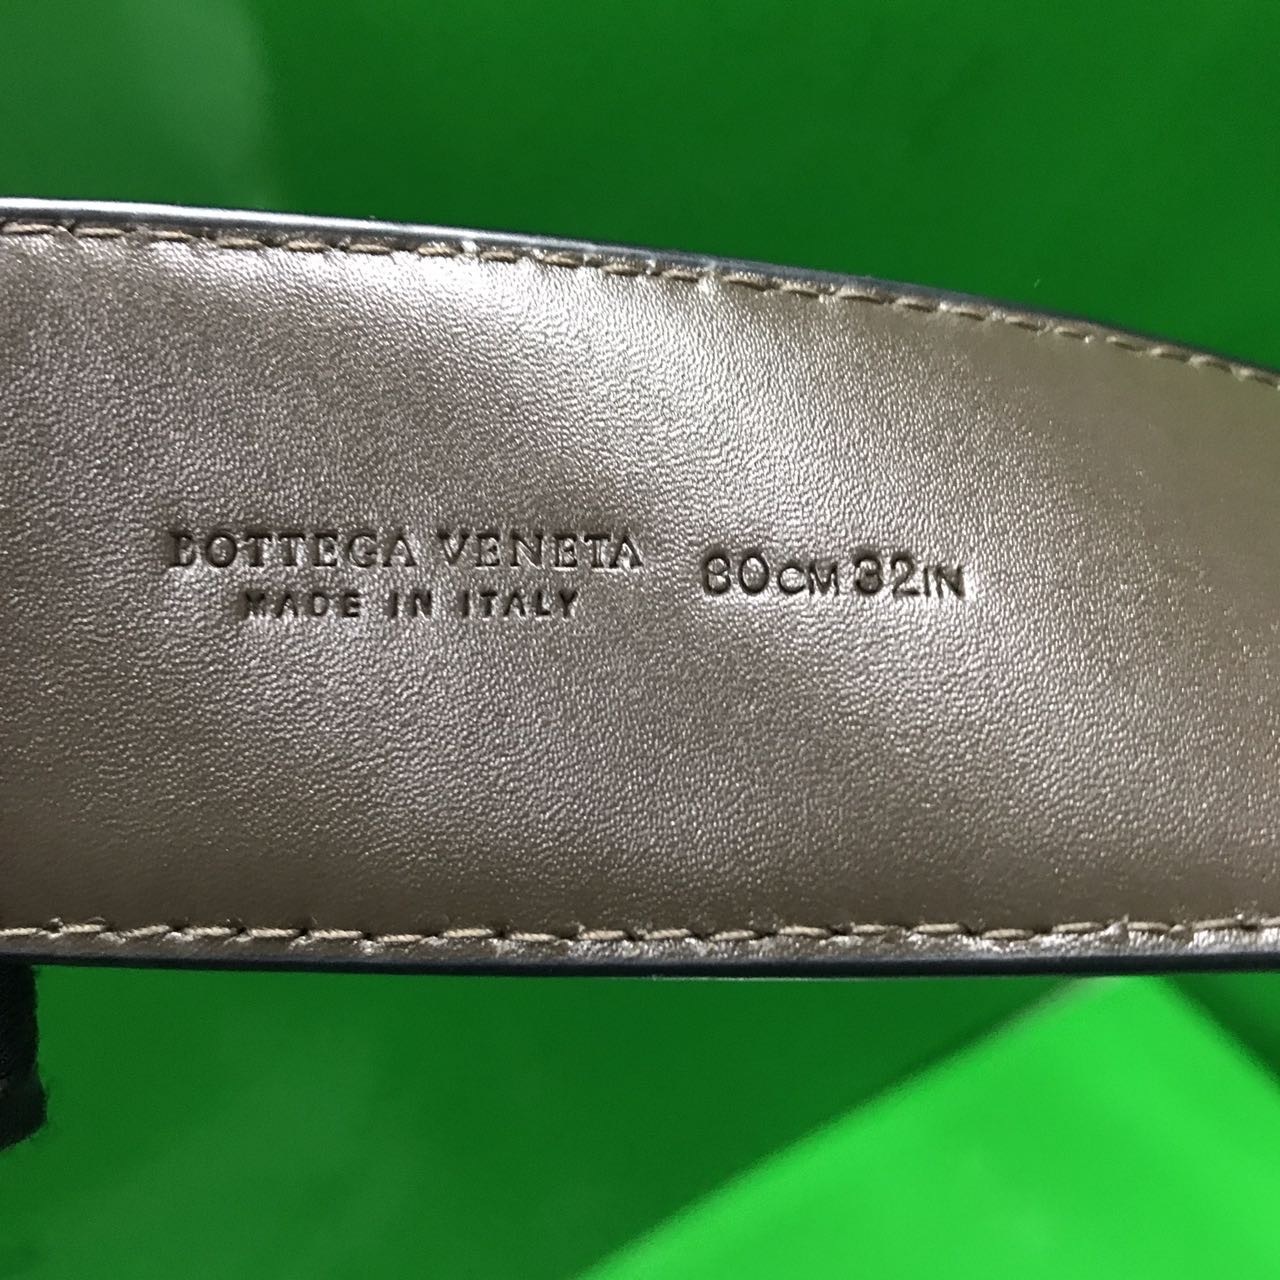 BOTTEGA VENETA
MADE IN ITALY
80CM 32IN